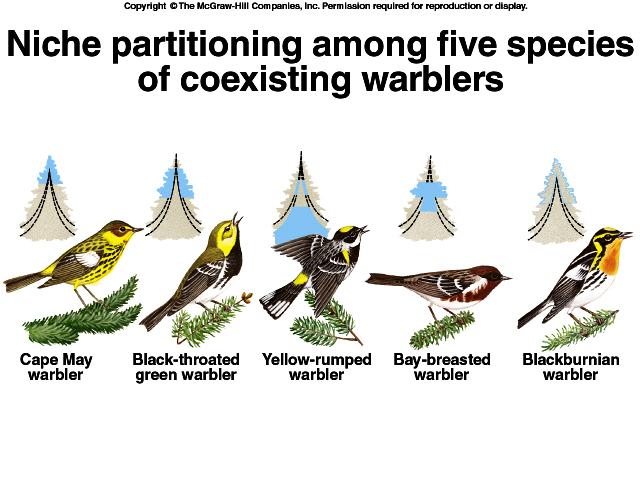 Copyright © The McGraw-Hill Companies, Inc. Permission required for reproduction or display.
Niche partitioning among five species
of coexisting warblers
Cape May
warbler
Black-throated
green warbler
Yellow-rumped
warbler
Bay-breasted
warbler
Blackburnian
warbler